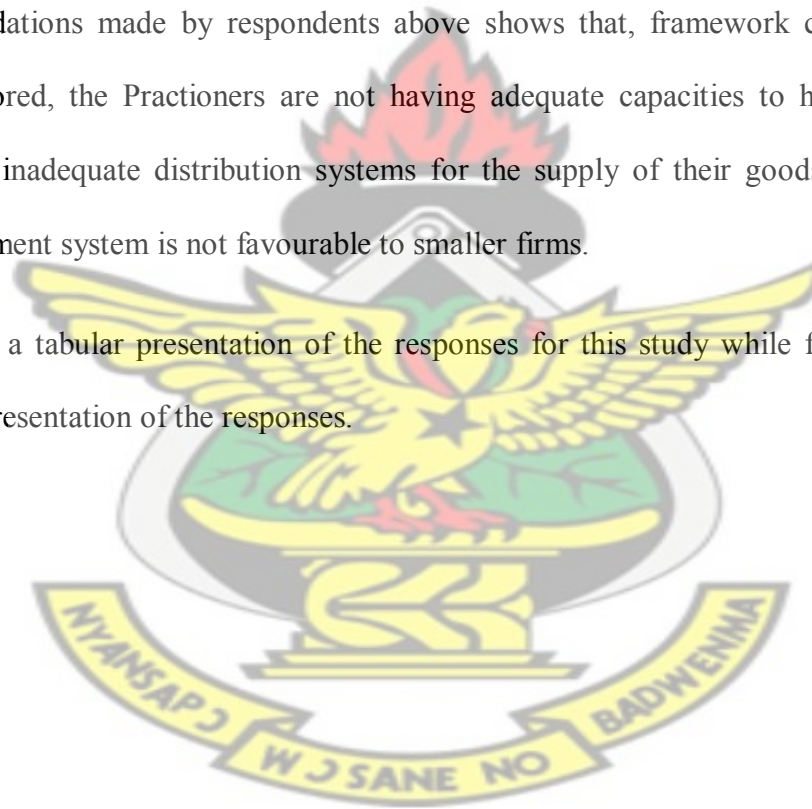 dations made by respondents above shows that, framework c
ored, the Practioners are not having adequate capacities to h
inadequate distribution systems for the supply of their goods
ment system is not favourable to smaller firms.
a tabular presentation of the responses for this study while f
resentation of the responses.
NYANSAPƆ
WƆSANE NO
BADWENMA